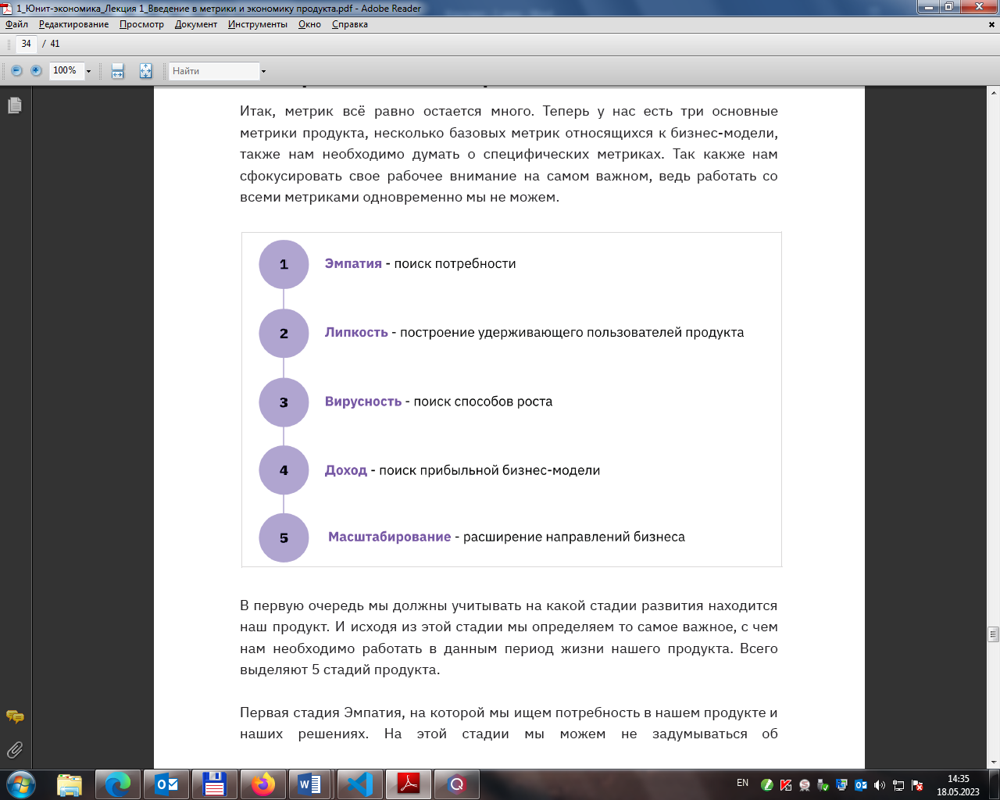 1_Юнит-экономика_Лекция 1_Введение в метрики и экономику продукта.pdf - Adobe Reader
Файл Редактирование Просмотр Документ Инструменты Окно Справка
34 / 41
100% Найти
Итак, метрик всё равно остается много. Теперь у нас есть три основные
метрики продукта, несколько базовых метрик относящихся к бизнес-модели,
также нам необходимо думать о специфических метриках. Так какже нам
сфокусировать свое рабочее внимание на самом важном, ведь работать со
всеми метриками одновременно мы не можем.
1 Эмпатия - поиск потребности
2 Липкость - построение удерживающего пользователей продукта
3 Вирусность - поиск способов роста
4 Доход - поиск прибыльной бизнес-модели
5 Масштабирование - расширение направлений бизнеса
В первую очередь мы должны учитывать на какой стадии развития находится
наш продукт. И исходя из этой стадии мы определяем то самое важное, с чем
нам необходимо работать в данным период жизни нашего продукта. Всего
выделяют 5 стадий продукта.
Первая стадия Эмпатия, на которой мы ищем потребность в нашем продукте и
наших решениях. На этой стадии мы можем не задумываться об
EN 14:35
18.05.2023